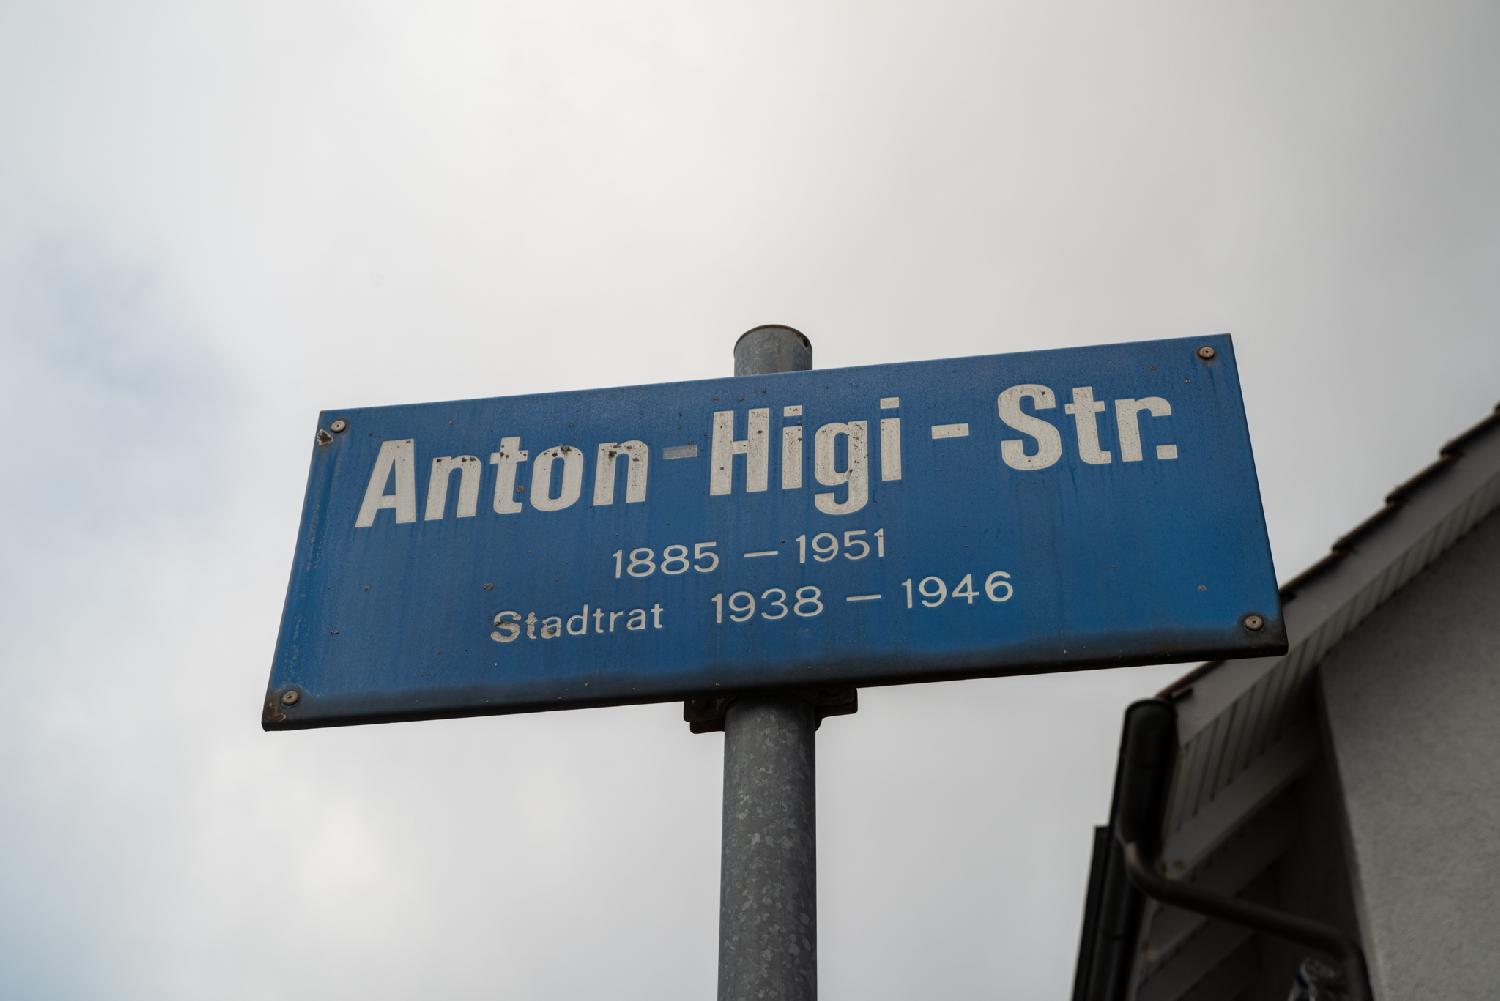 Anton-Higi-Str.
1885 – 1951
Stadtrat 1938 – 1946